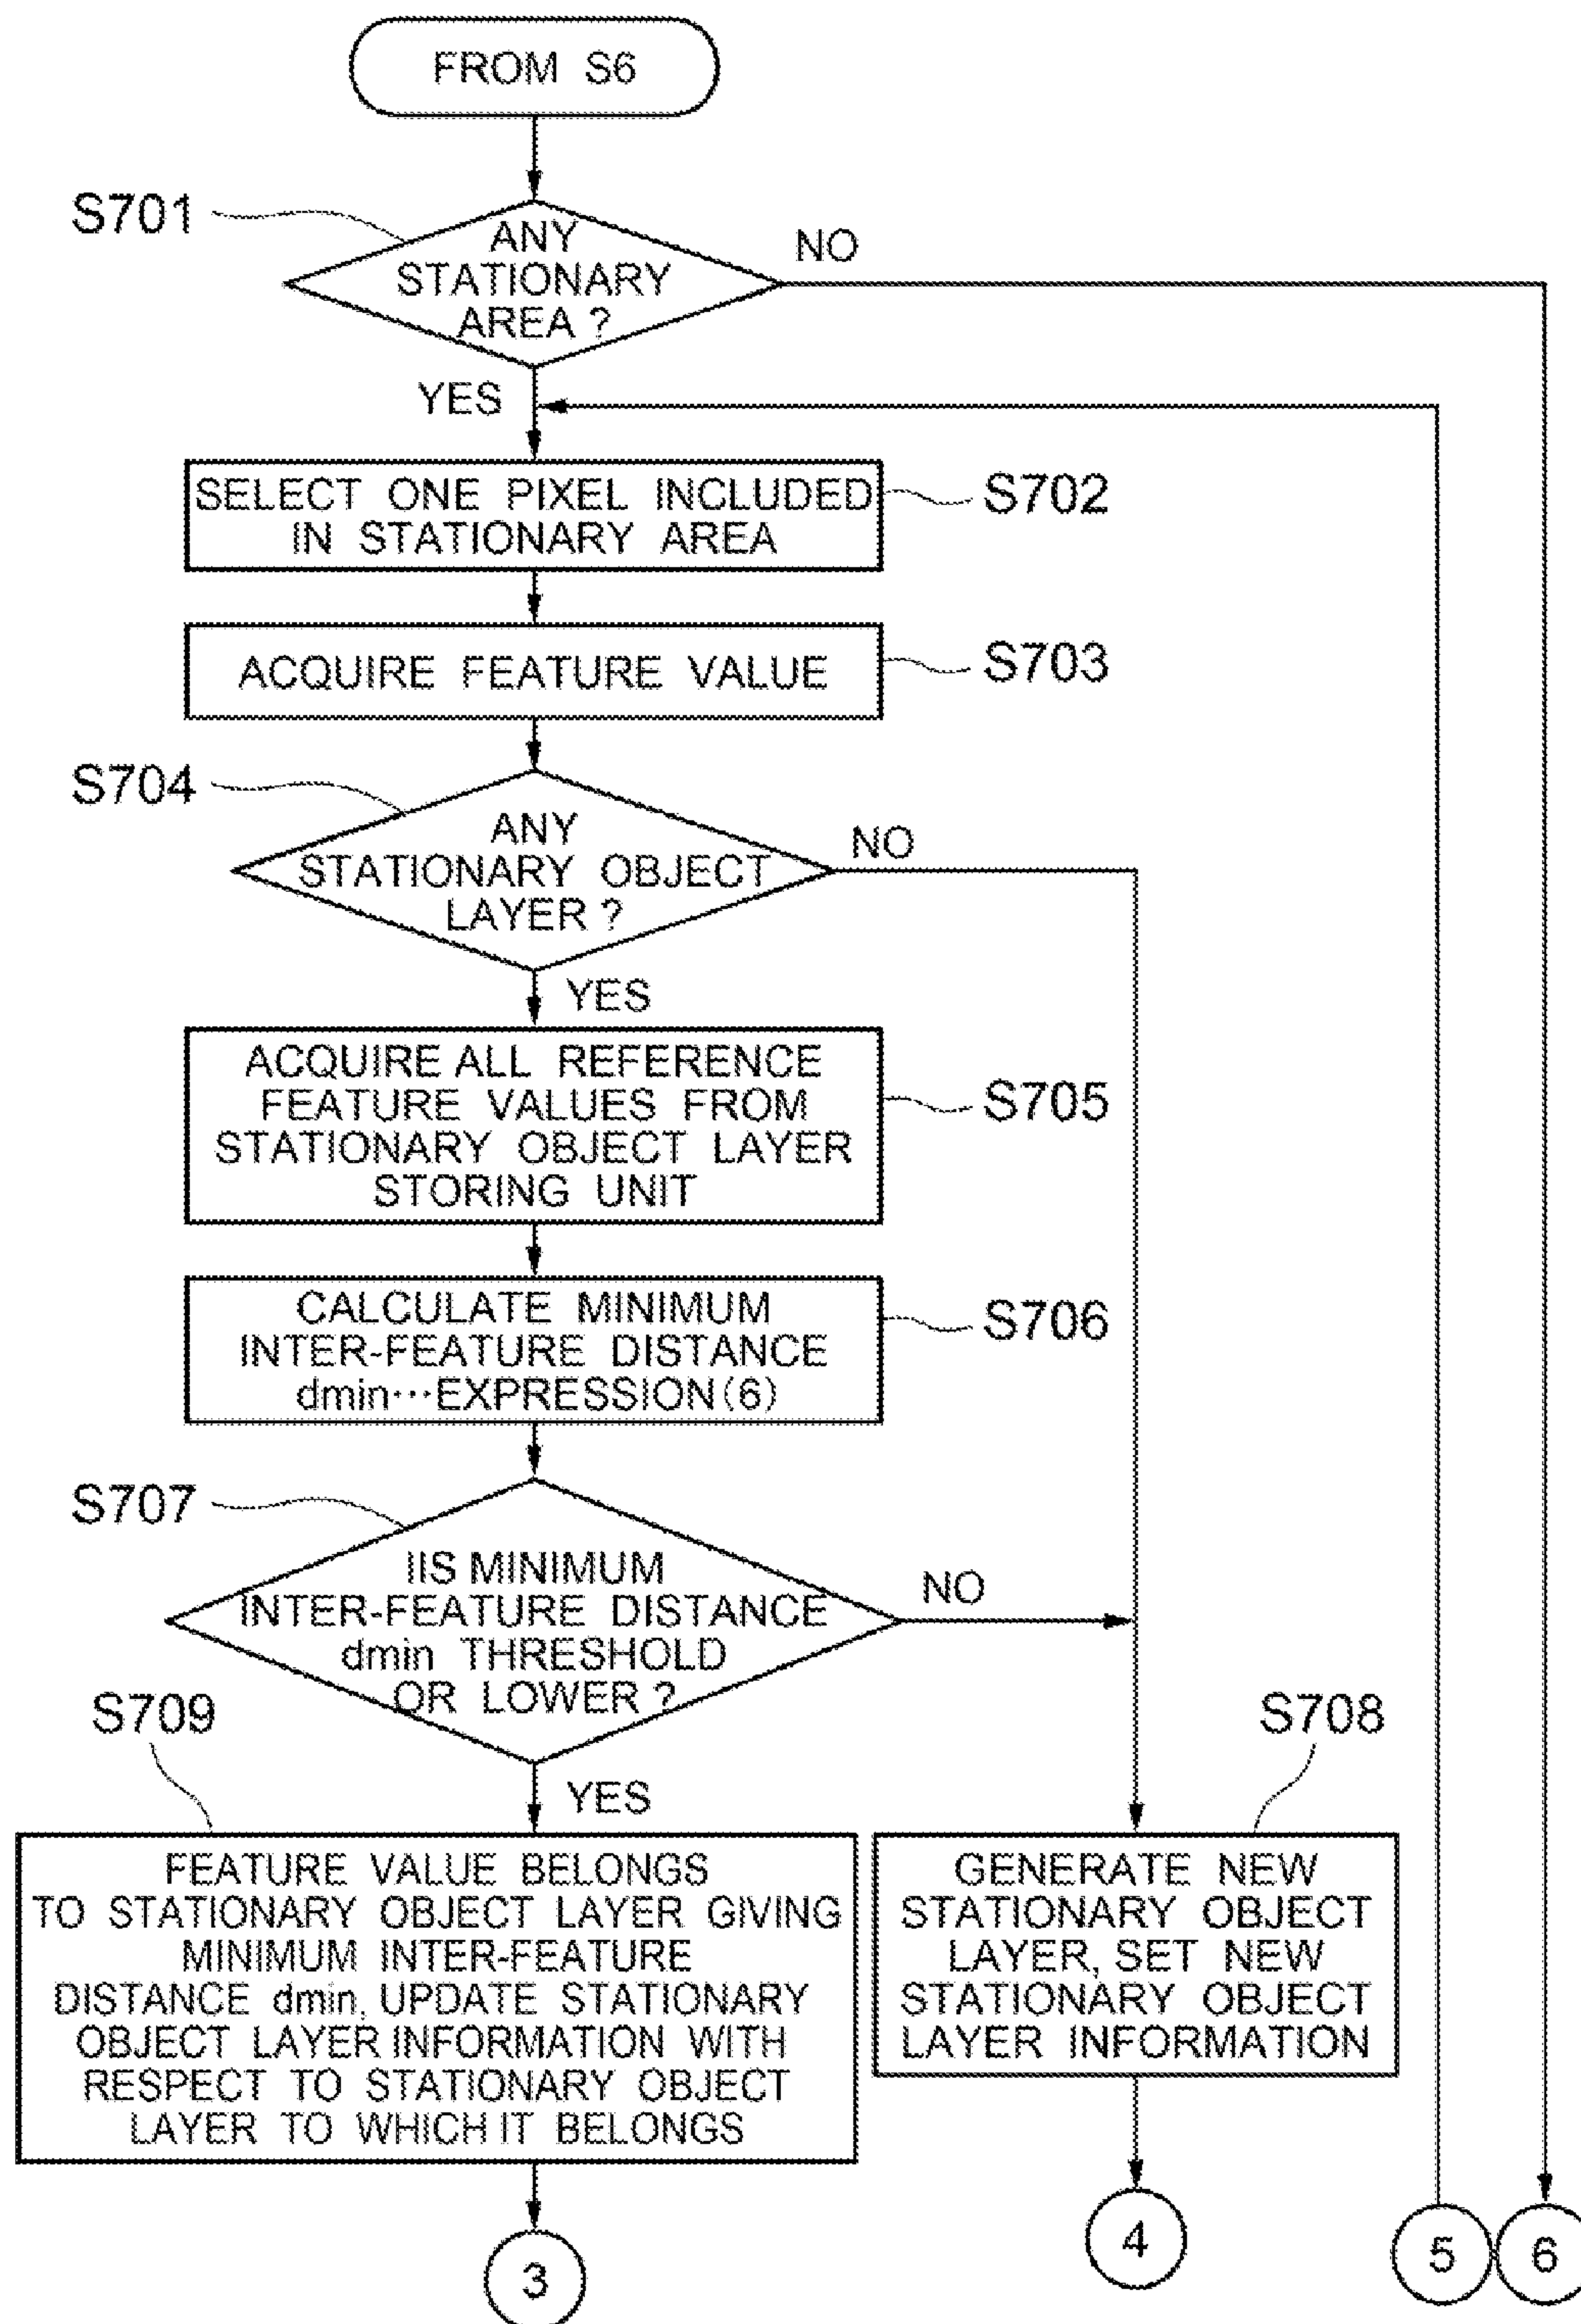 FROM S6
S701
ANY
STATIONARY
AREA ?
NO
YES
SELECT ONE PIXEL INCLUDED
IN STATIONARY AREA
S702
ACQUIRE FEATURE VALUE
S703
S704
ANY
STATIONARY OBJECT
LAYER ?
NO
YES
ACQUIRE ALL REFERENCE
FEATURE VALUES FROM
STATIONARY OBJECT LAYER
STORING UNIT
S705
CALCULATE MINIMUM
INTER-FEATURE DISTANCE
dmin⋯EXPRESSION(6)
S706
S707
IIS MINIMUM
INTER-FEATURE DISTANCE
dmin THRESHOLD
OR LOWER ?
NO
YES
S709
FEATURE VALUE BELONGS
TO STATIONARY OBJECT LAYER GIVING
MINIMUM INTER-FEATURE
DISTANCE dmin, UPDATE STATIONARY
OBJECT LAYER INFORMATION WITH
RESPECT TO STATIONARY OBJECT
LAYER TO WHICH IT BELONGS
S708
GENERATE NEW
STATIONARY OBJECT
LAYER, SET NEW
STATIONARY OBJECT
LAYER INFORMATION
3
4
5
6